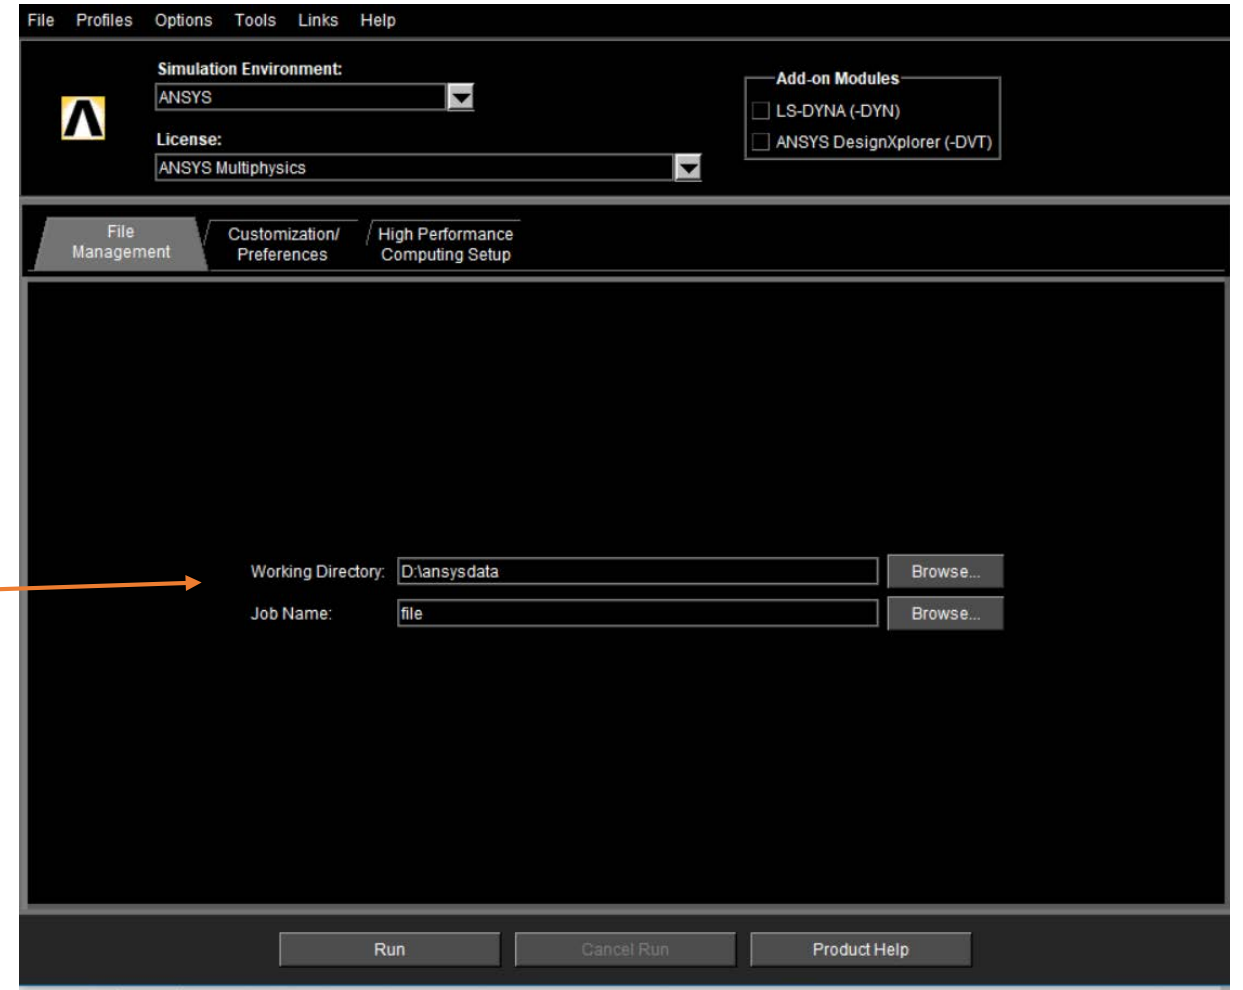 File Profiles Options Tools Links Help
Simulation Environment:
ANSYS
License:
ANSYS Multiphysics
Add-on Modules
LS-DYNA (-DYN)
ANSYS DesignXplorer (-DVT)
File
Management
Customization/
Preferences
High Performance
Computing Setup
Working Directory: D:\ansysdata Browse...
Job Name: file Browse...
Run Cancel Run Product Help